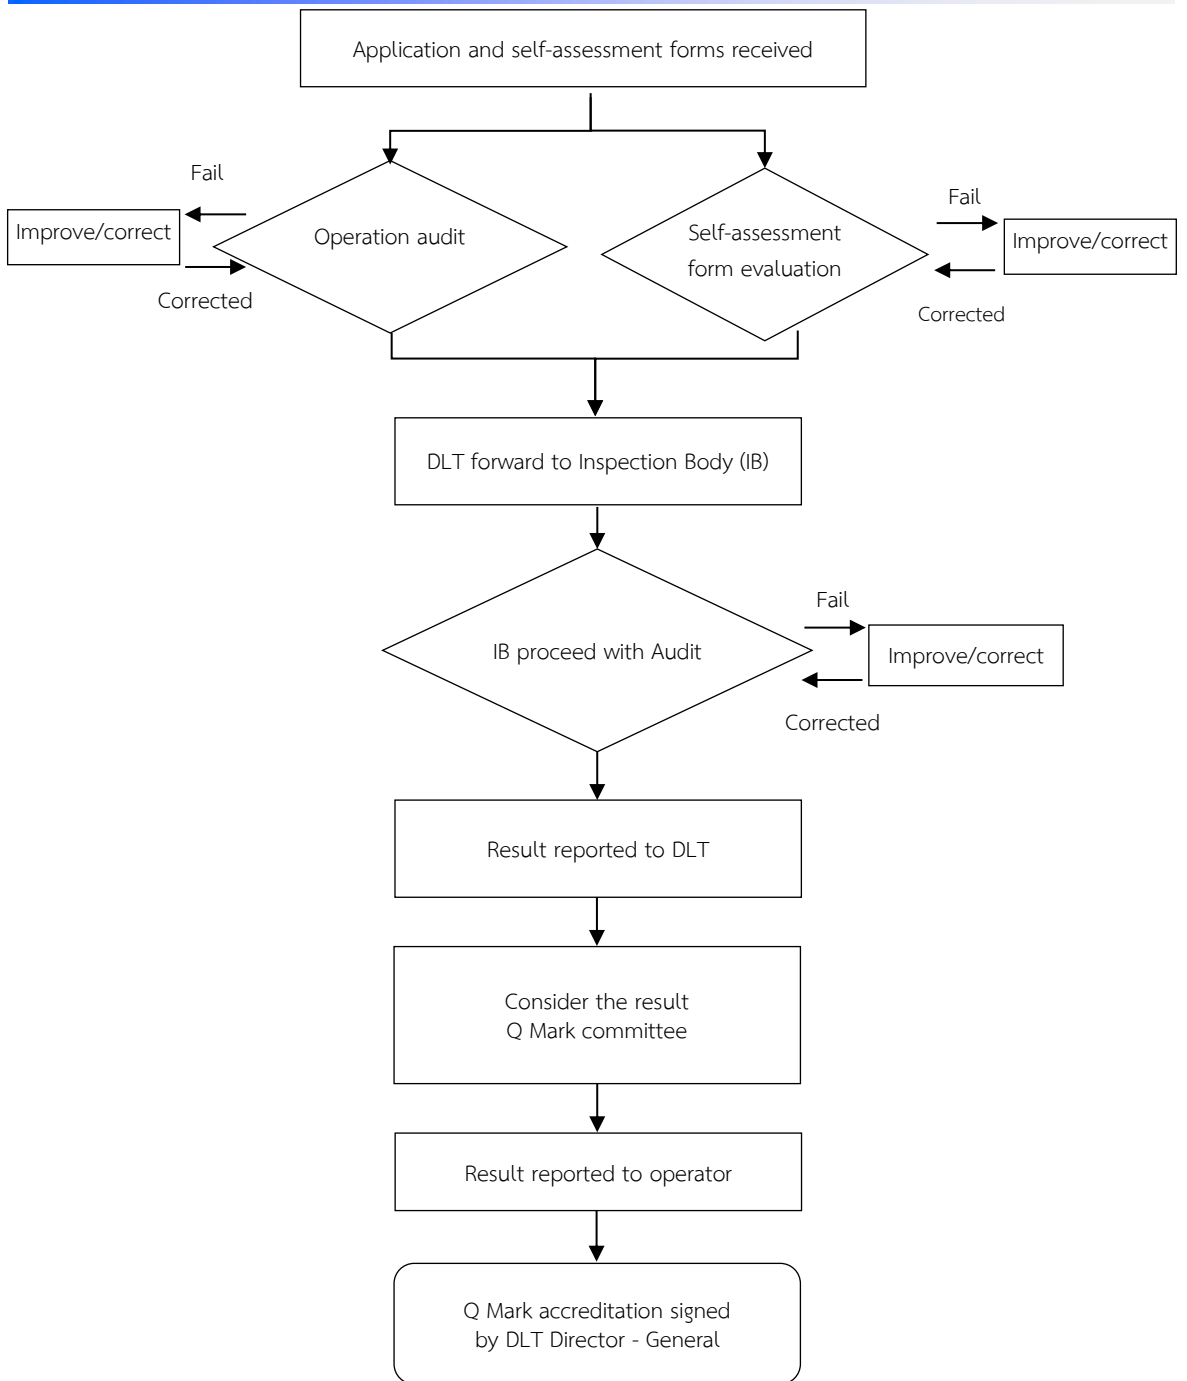 Application and self-assessment forms received
Fail
Improve/correct
Corrected
Operation audit
Self-assessment
form evaluation
Fail
Improve/correct
Corrected
DLT forward to Inspection Body (IB)
IB proceed with Audit
Fail
Improve/correct
Corrected
Result reported to DLT
Consider the result
Q Mark committee
Result reported to operator
Q Mark accreditation signed
by DLT Director - General